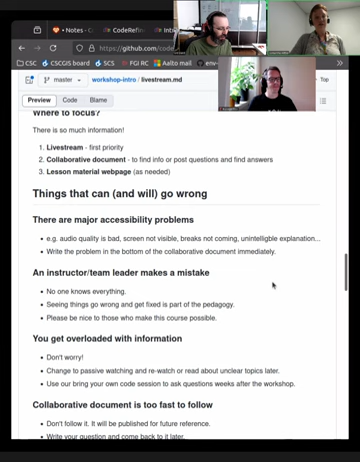 Notes - C
CodeRefin
Int
https://github.com/code
CSC
CSCGIS board
SCS
FGI RC
Aalto mail
env-
master
workshop-intro / livestream.md
Top
Preview
Code
Blame
Where to focus?
There is so much information!
1. Livestream - first priority
2. Collaborative document - to find info or post questions and find answers
3. Lesson material webpage (as needed)
Things that can (and will) go wrong
There are major accessibility problems
• e.g. audio quality is bad, screen not visible, breaks not coming, unintelligble explanation...
• Write the problem in the bottom of the collaborative document immediately.
An instructor/team leader makes a mistake
• No one knows everything.
• Seeing things go wrong and get fixed is part of the pedagogy.
• Please be nice to those who make this course possible.
You get overloaded with information
• Don't worry!
• Change to passive watching and re-watch or read about unclear topics later.
• Use our bring your own code session to ask questions weeks after the workshop.
Collaborative document is too fast to follow
• Don't follow it. It will be published for future reference.
• Write your question and come back to it later.